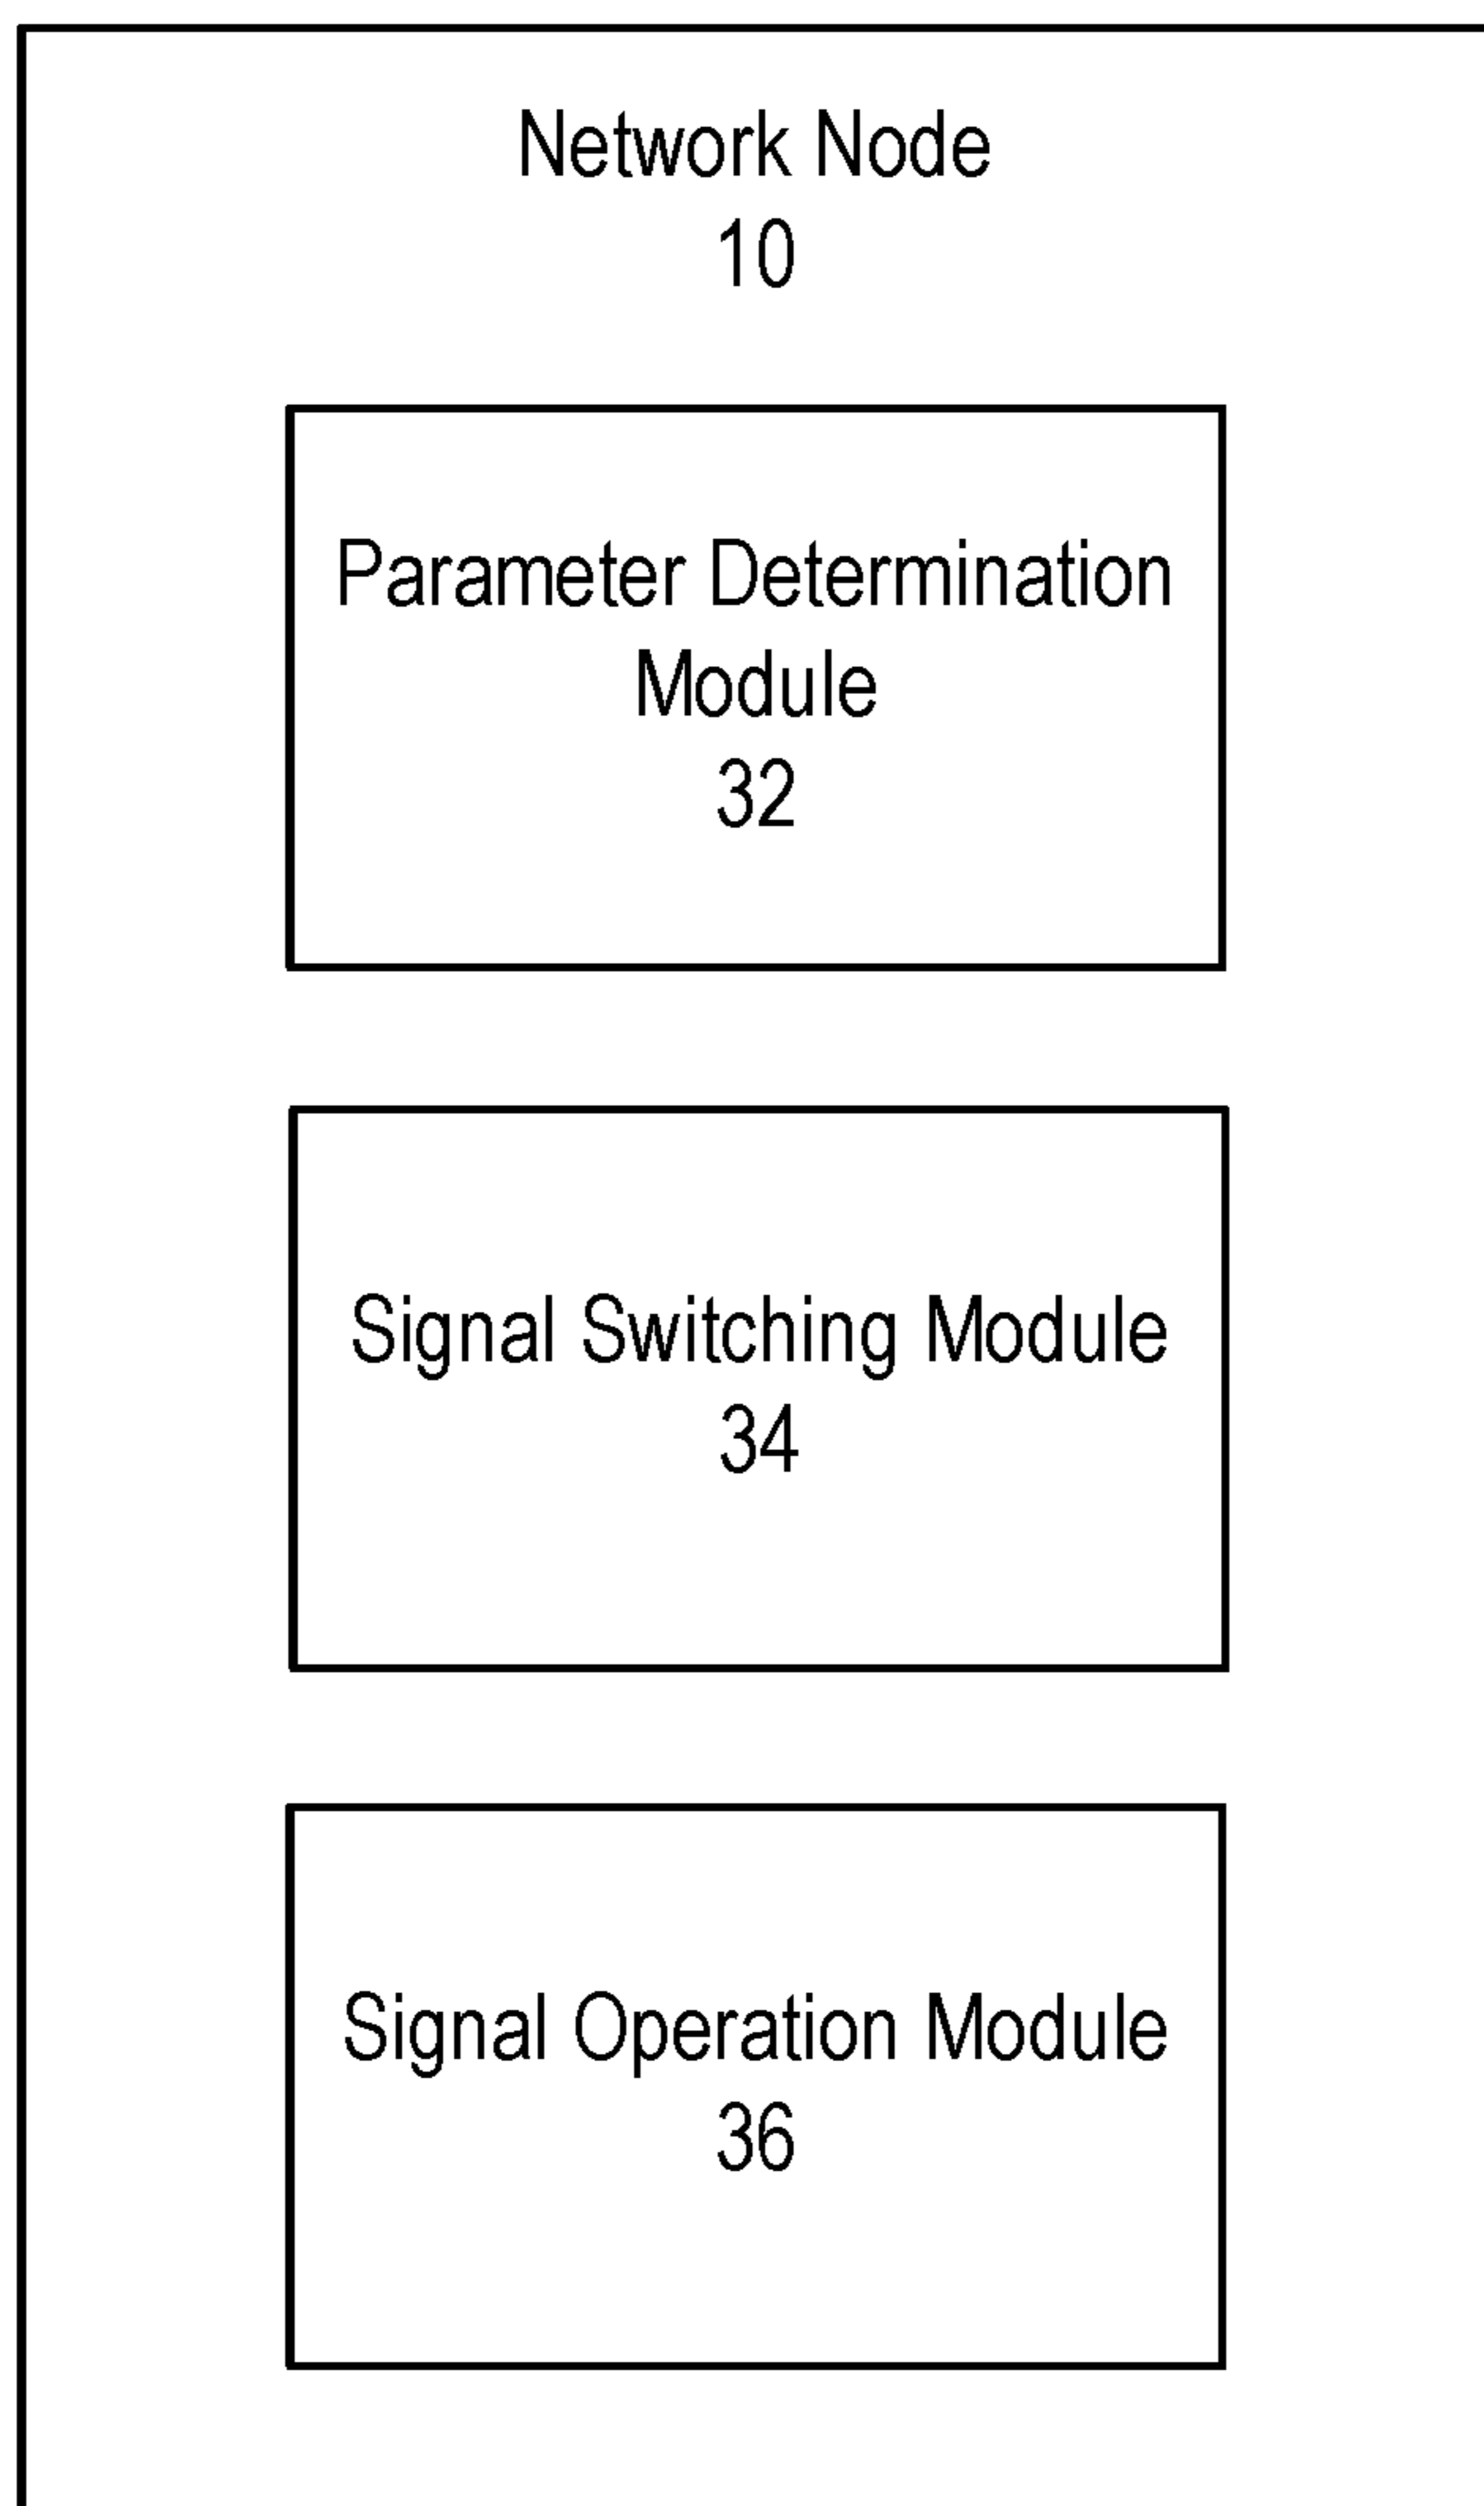 Network Node
10
Parameter Determination
Module
32
Signal Switching Module
34
Signal Operation Module
36